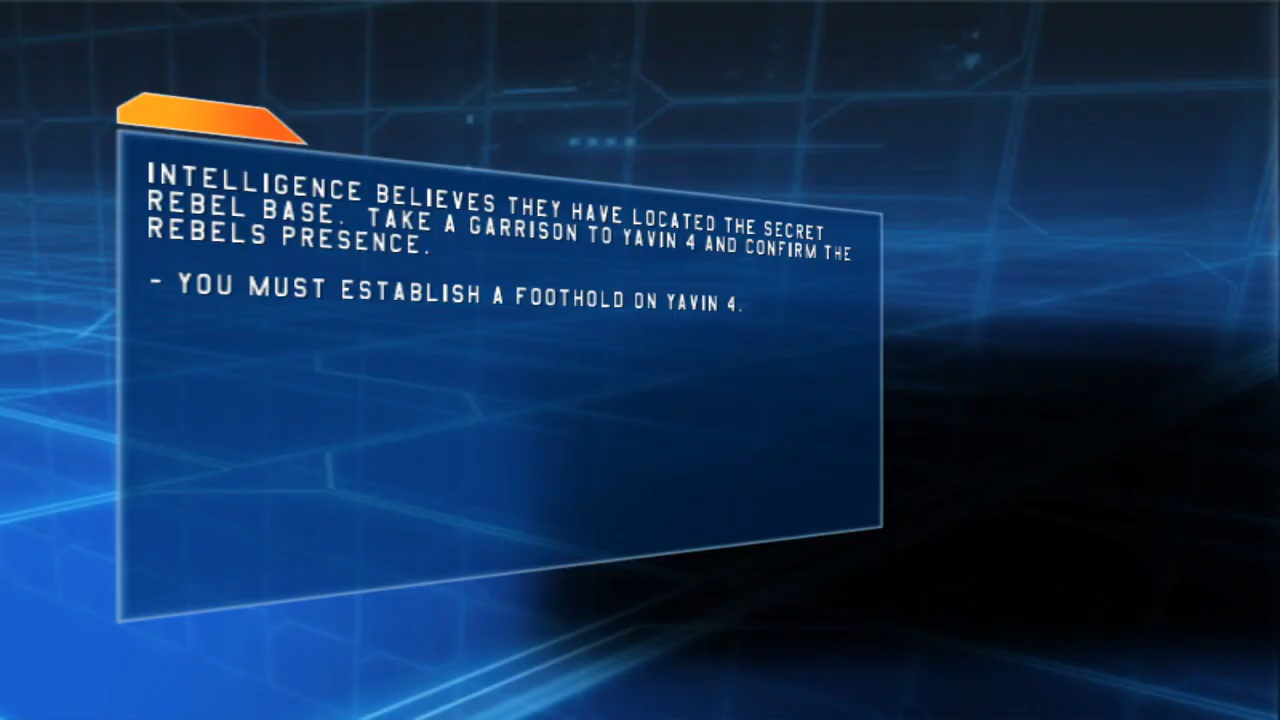 INTELLIGENCE BELIEVES THEY HAVE LOCATED THE SECRET
REBEL BASE. TAKE A GARRISON TO YAVIN 4 AND CONFIRM THE
REBELS PRESENCE.
- YOU MUST ESTABLISH A FOOTHOLD ON YAVIN 4.